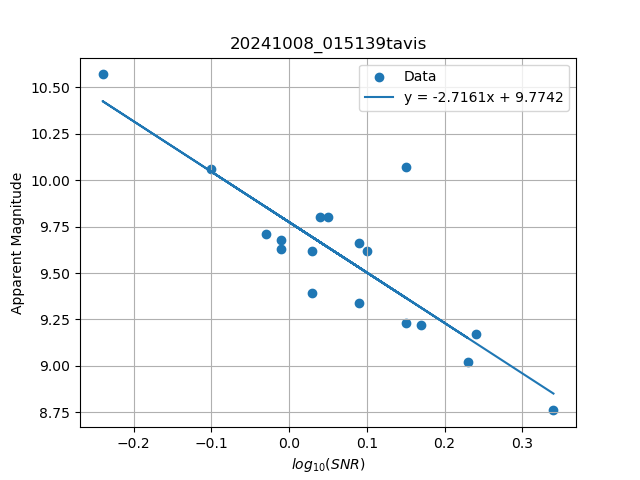 20241008_015139tavis
Data
y = -2.7161x + 9.7742
Apparent Magnitude
10.50
10.25
10.00
9.75
9.50
9.25
9.00
8.75
−0.2 −0.1 0.0 0.1 0.2 0.3
log10(SNR)